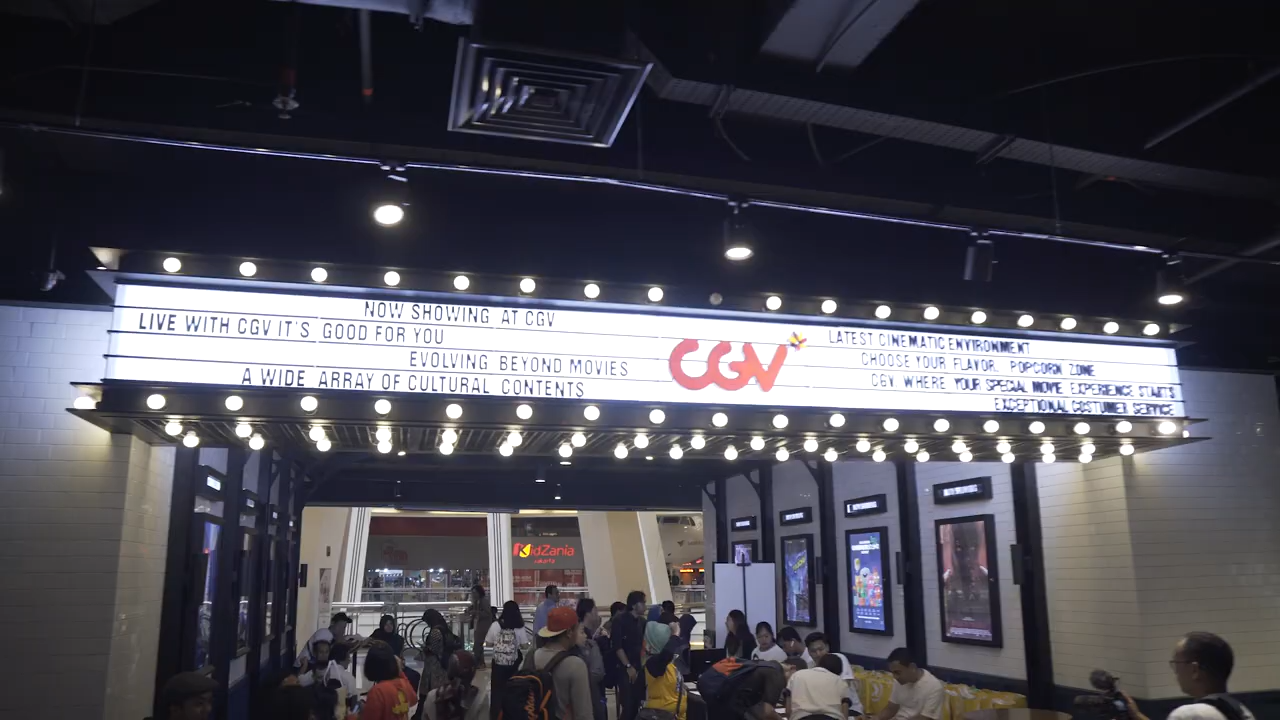 NOW SHOWING AT CGV
LIVE WITH CGV IT'S GOOD FOR YOU
EVOLVING BEYOND MOVIES
A WIDE ARRAY OF CULTURAL CONTENTS
CGV
LATEST CINEMATIC ENVIRONMENT
CHOOSE YOUR FLAVOR. POPCORN ZONE
CGV WHERE YOUR SPECIAL MOVIE EXPERIENCE STARTS
EXCEPTIONAL COSTUMER SERVICE
KidZania
Jakarta